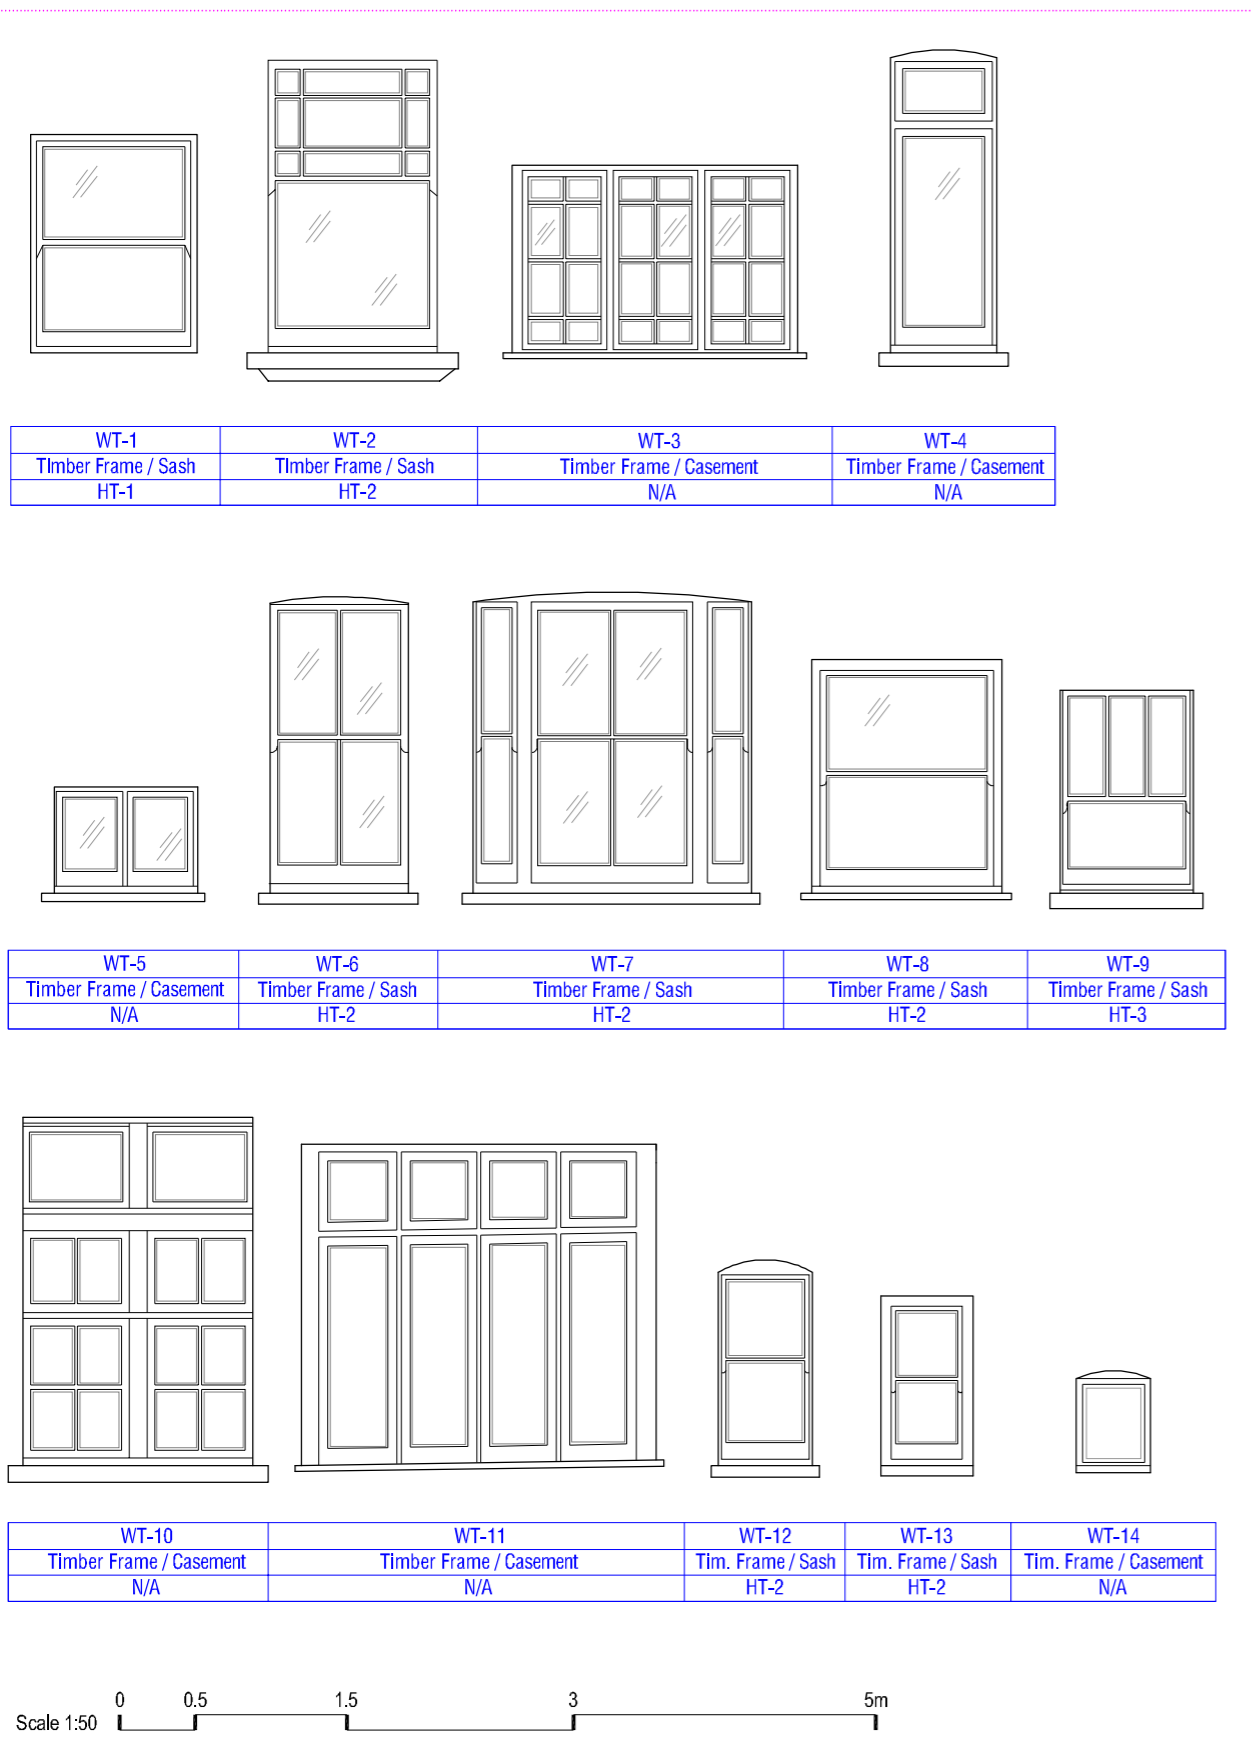 WT-1 WT-2 WT-3 WT-4
TImber Frame / Sash TImber Frame / Sash Timber Frame / Casement Timber Frame / Casement
HT-1 HT-2 N/A N/A
WT-5 WT-6 WT-7 WT-8 WT-9
Timber Frame / Casement Timber Frame / Sash Timber Frame / Sash Timber Frame / Sash Timber Frame / Sash
N/A HT-2 HT-2 HT-2 HT-3
WT-10 WT-11 WT-12 WT-13 WT-14
Timber Frame / Casement Timber Frame / Casement Tim. Frame / Sash Tim. Frame / Sash Tim. Frame / Casement
N/A N/A HT-2 HT-2 N/A
0 0.5 1.5 3 5m
Scale 1:50